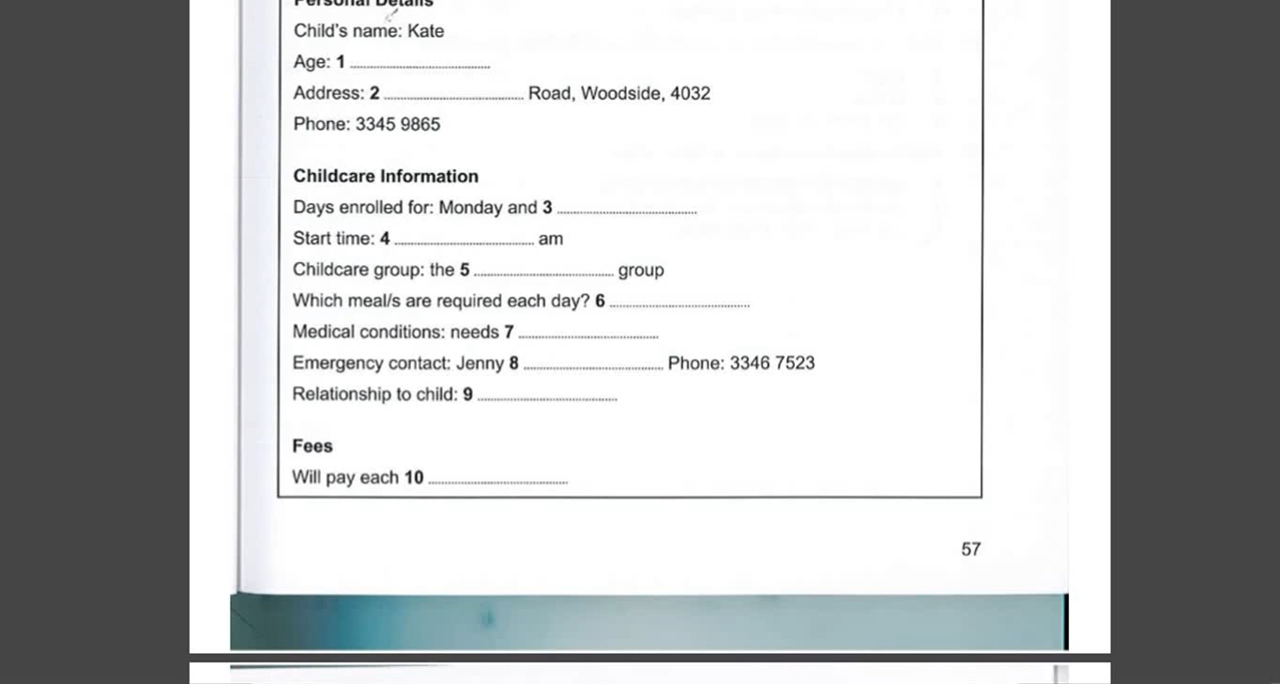 Personal Details
Child's name: Kate
Age: 1 ........................
Address: 2 ........................ Road, Woodside, 4032
Phone: 3345 9865
Childcare Information
Days enrolled for: Monday and 3 ........................
Start time: 4 ........................ am
Childcare group: the 5 ........................ group
Which meal/s are required each day? 6 ........................
Medical conditions: needs 7 ........................
Emergency contact: Jenny 8 ........................ Phone: 3346 7523
Relationship to child: 9 ........................
Fees
Will pay each 10 ........................
57